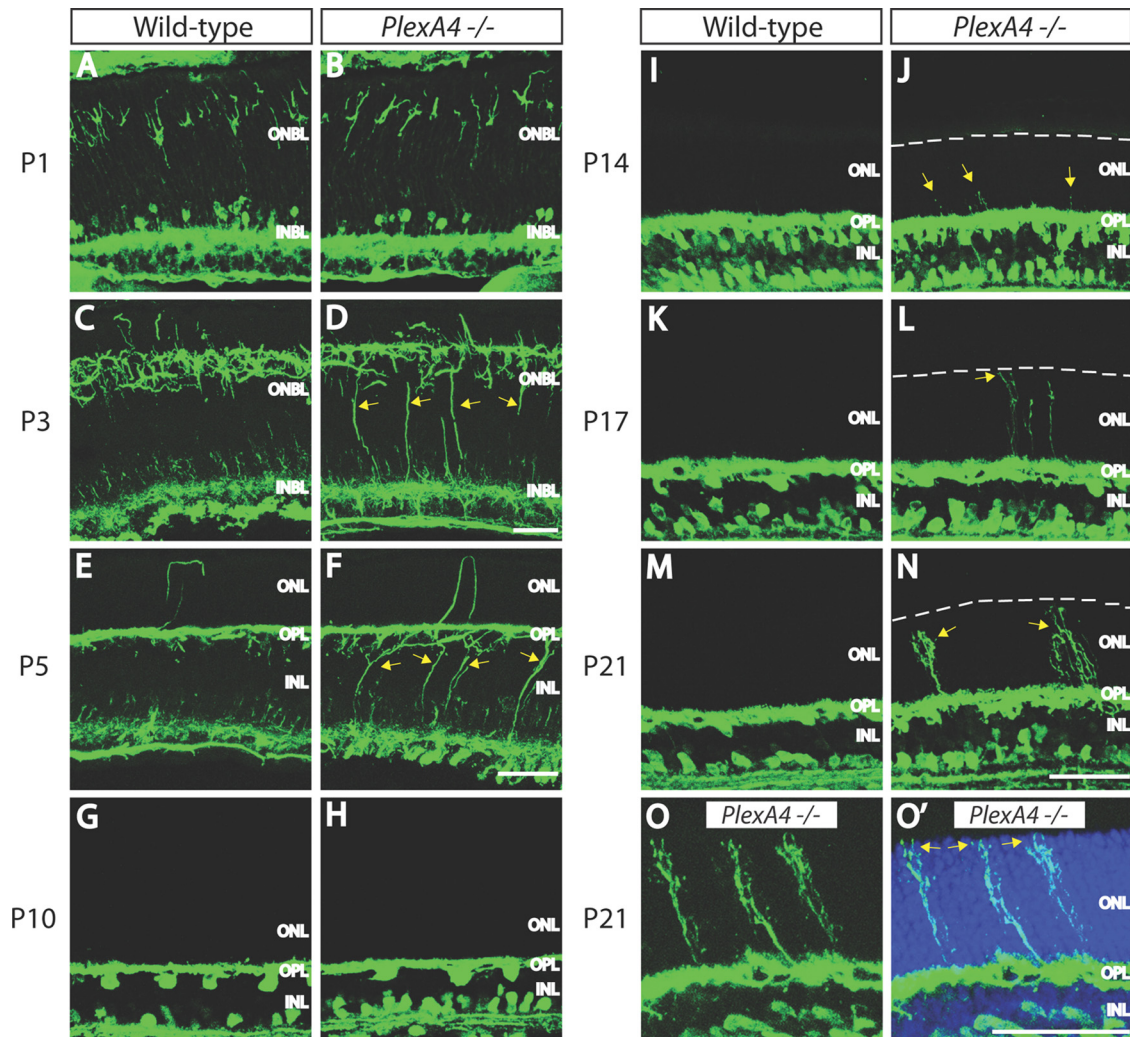 Wild-type PlexA4 -/- Wild-type PlexA4 -/-
P1
A ONBL INBL
B ONBL INBL
P14
I ONL OPL INL
J ONL OPL INL
P3
C ONBL INBL
D ONBL INBL
P17
K ONL OPL INL
L ONL OPL INL
P5
E ONL OPL INL
F ONL OPL INL
P21
M ONL OPL INL
N ONL OPL INL
P10
G ONL OPL INL
H ONL OPL INL
P21
O PlexA4 -/-
O' PlexA4 -/- ONL OPL INL